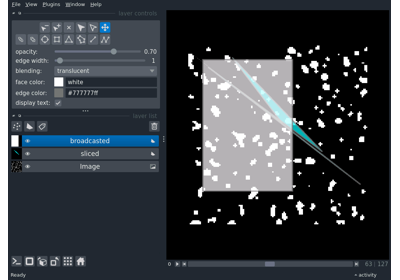 File View Plugins Window Help
layer controls
opacity: 0.70
edge width: 1
blending: translucent
face color: white
edge color: #777777ff
display text:
layer list
broadcasted
sliced
Image
63 127
Ready
activity